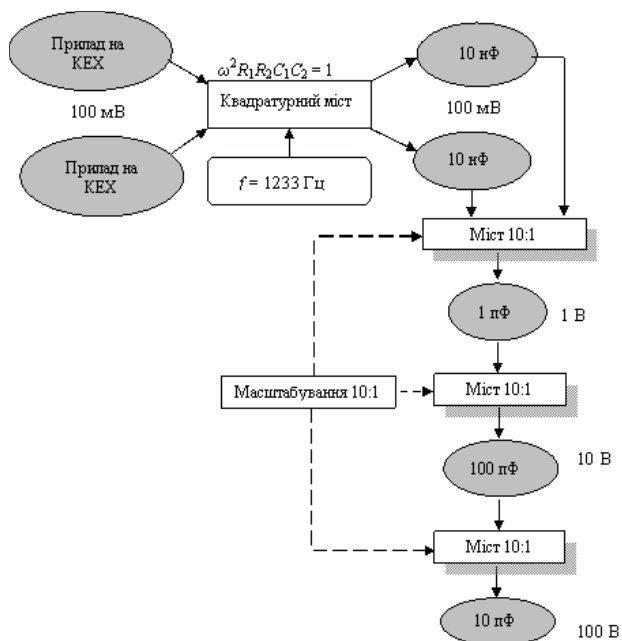 Прилад на
КЕХ
ω²R₁R₂C₁C₂ = 1
10 нФ
100 мВ
Квадратурний міст
100 мВ
Прилад на
КЕХ
10 нФ
f = 1233 Гц
Міст 10:1
1 пФ
1 В
Масштабування 10:1
Міст 10:1
100 пФ
10 В
Міст 10:1
10 пФ
100 В